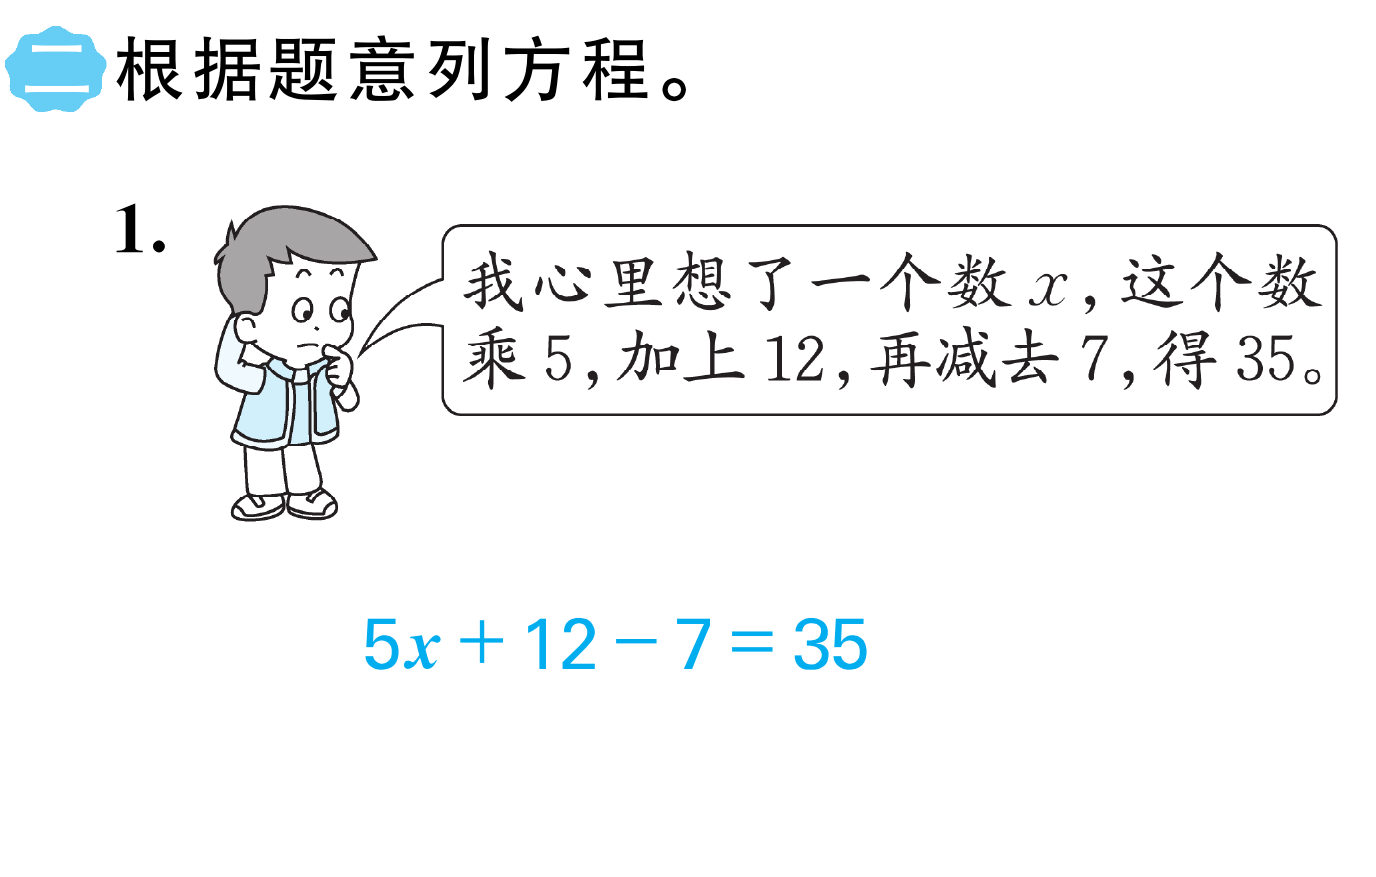 二 根据题意列方程。
1.
我心里想了一个数 x，这个数
乘 5，加上 12，再减去 7，得 35。
5x＋12－7＝35